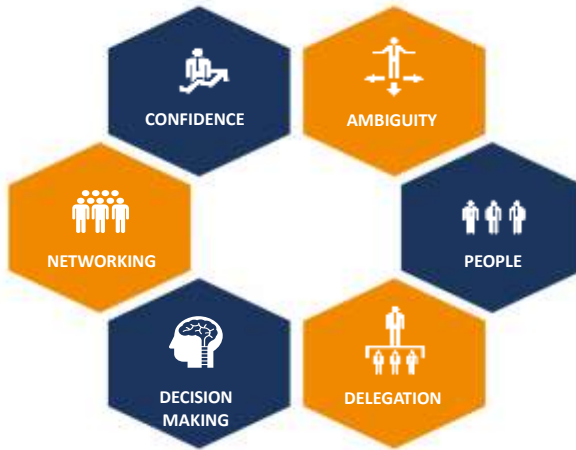 CONFIDENCE
AMBIGUITY
NETWORKING
PEOPLE
DECISION
MAKING
DELEGATION